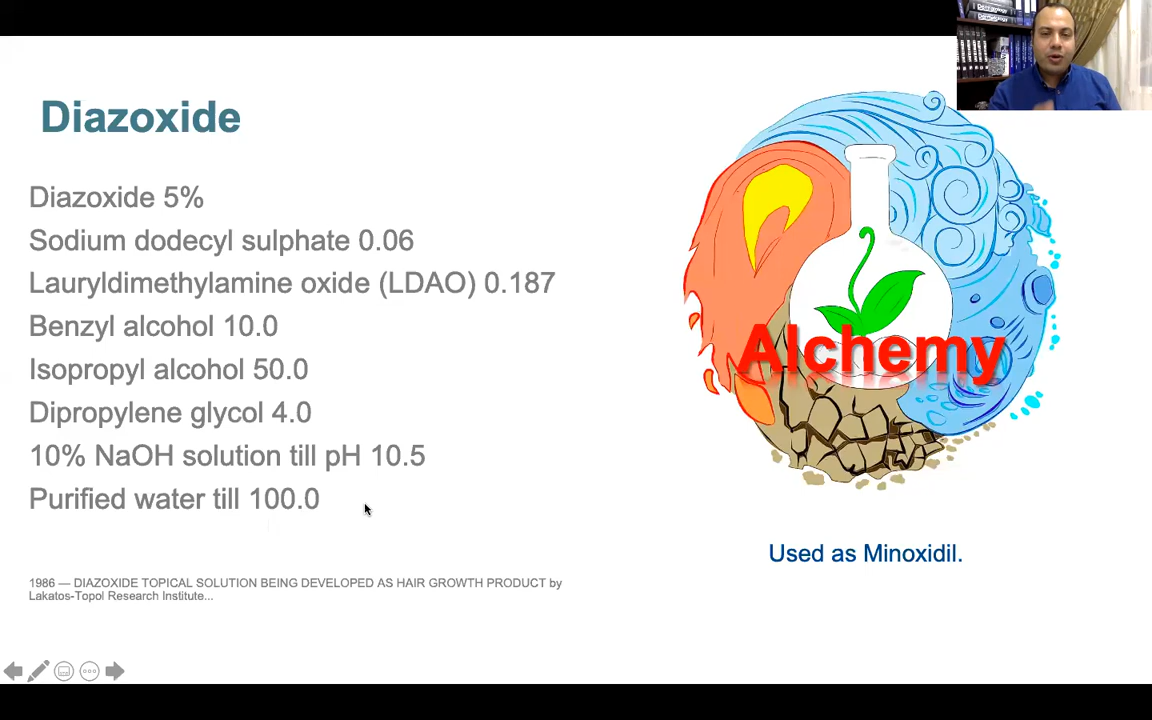 Diazoxide
Diazoxide 5%
Sodium dodecyl sulphate 0.06
Lauryldimethylamine oxide (LDAO) 0.187
Benzyl alcohol 10.0
Isopropyl alcohol 50.0
Dipropylene glycol 4.0
10% NaOH solution till pH 10.5
Purified water till 100.0
1986 — DIAZOXIDE TOPICAL SOLUTION BEING DEVELOPED AS HAIR GROWTH PRODUCT by
Lakatos-Topol Research Institute...
Alchemy
Used as Minoxidil.